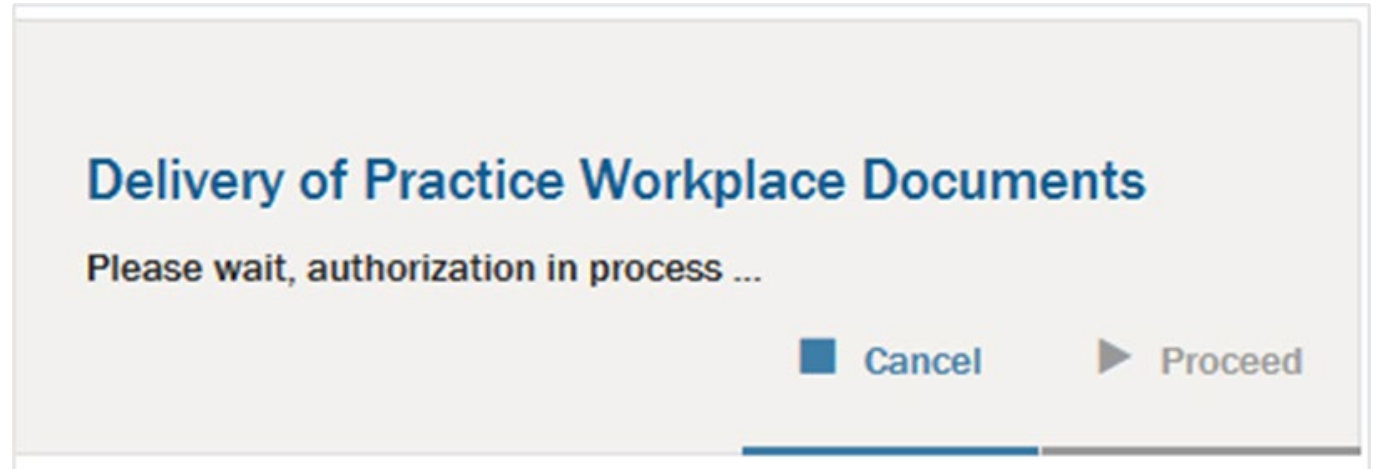 Delivery of Practice Workplace Documents
Please wait, authorization in process ...
Cancel Proceed